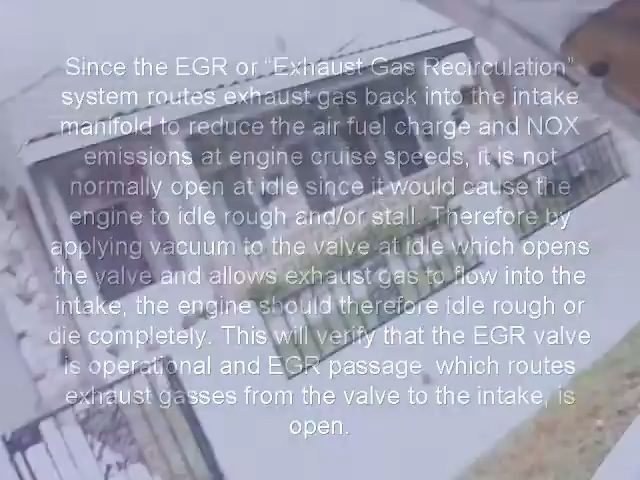 Since the EGR or “Exhaust Gas Recirculation”
system routes exhaust gas back into the intake
manifold to reduce the air fuel charge and NOX
emissions at engine cruise speeds, it is not
normally open at idle since it would cause the
engine to idle rough and/or stall. Therefore by
applying vacuum to the valve at idle which opens
the valve and allows exhaust gas to flow into the
intake, the engine should therefore idle rough or
die completely. This will verify that the EGR valve
is operational and EGR passage, which routes
exhaust gasses from the valve to the intake, is
open.